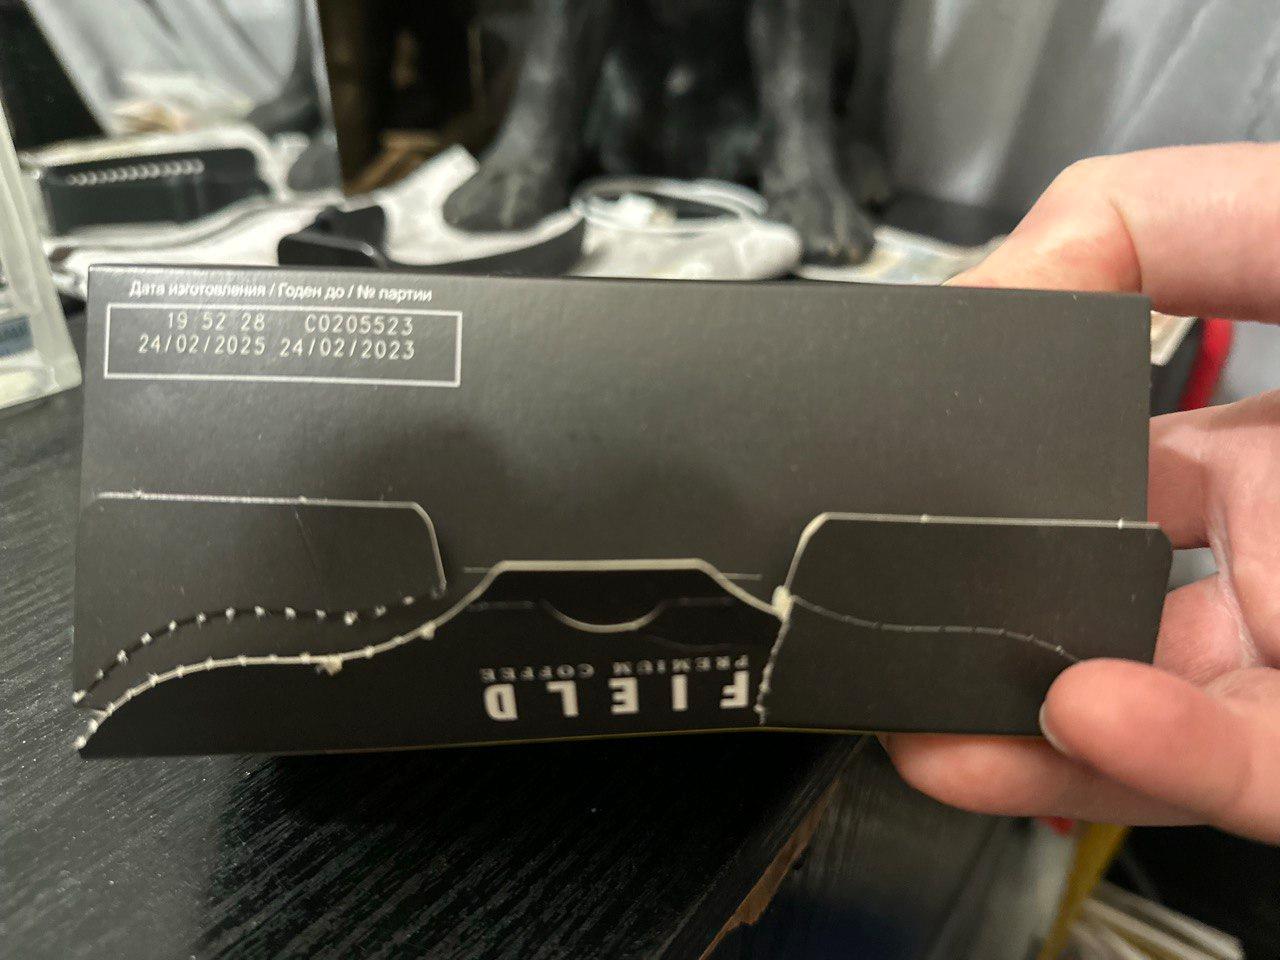 Дата изготовления / Годен до / № партии
19 52 28 C0205523
24/02/2025 24/02/2023
FIELD
PREMIUM COFFEE